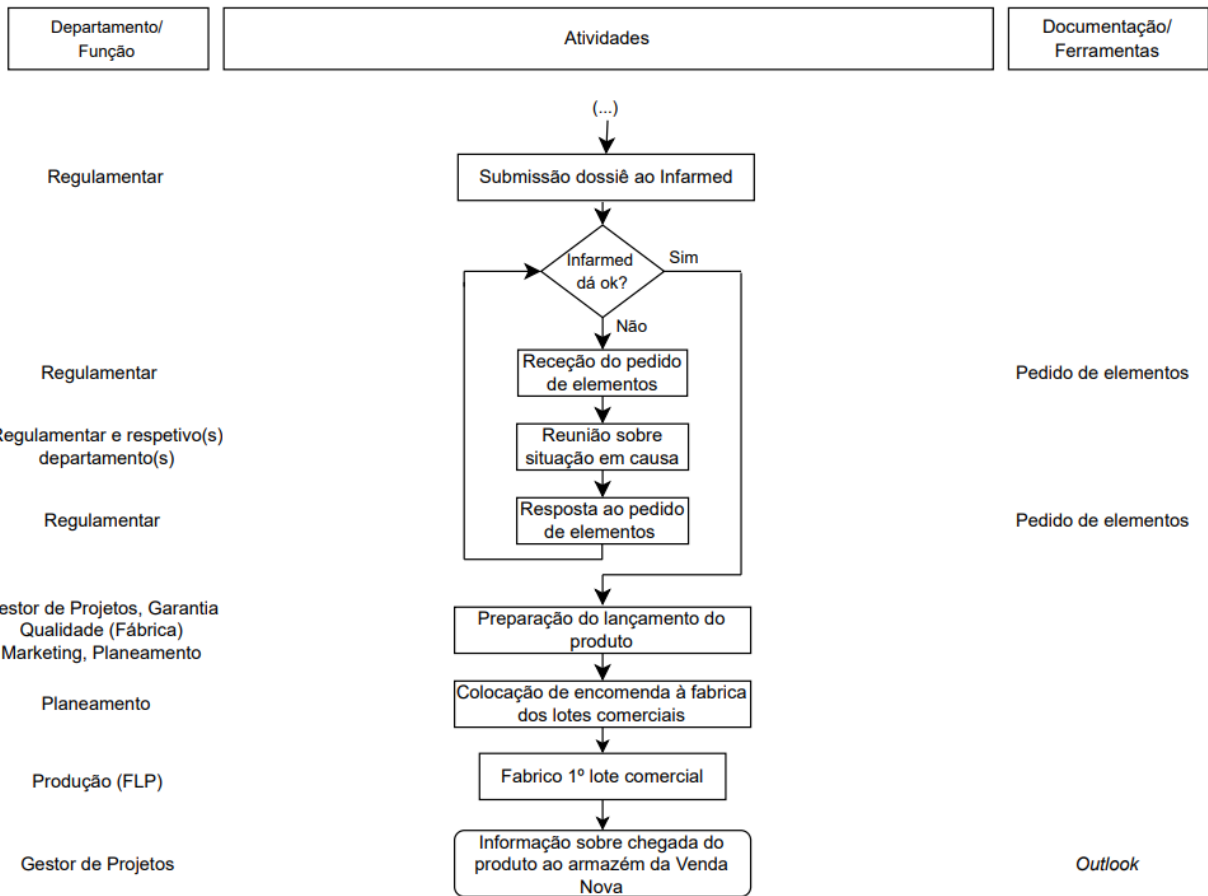 Departamento/
Função
Atividades
Documentação/
Ferramentas
(...)
Regulamentar
Submissão dossiê ao Infarmed
Infarmed
dá ok?
Sim
Não
Regulamentar
Receção do pedido
de elementos
Pedido de elementos
Regulamentar e respetivo(s)
departamento(s)
Reunião sobre
situação em causa
Regulamentar
Resposta ao pedido
de elementos
Pedido de elementos
estor de Projetos, Garantia
Qualidade (Fábrica)
Marketing, Planeamento
Preparação do lançamento do
produto
Planeamento
Colocação de encomenda à fabrica
dos lotes comerciais
Produção (FLP)
Fabrico 1º lote comercial
Gestor de Projetos
Informação sobre chegada do
produto ao armazém da Venda
Nova
Outlook